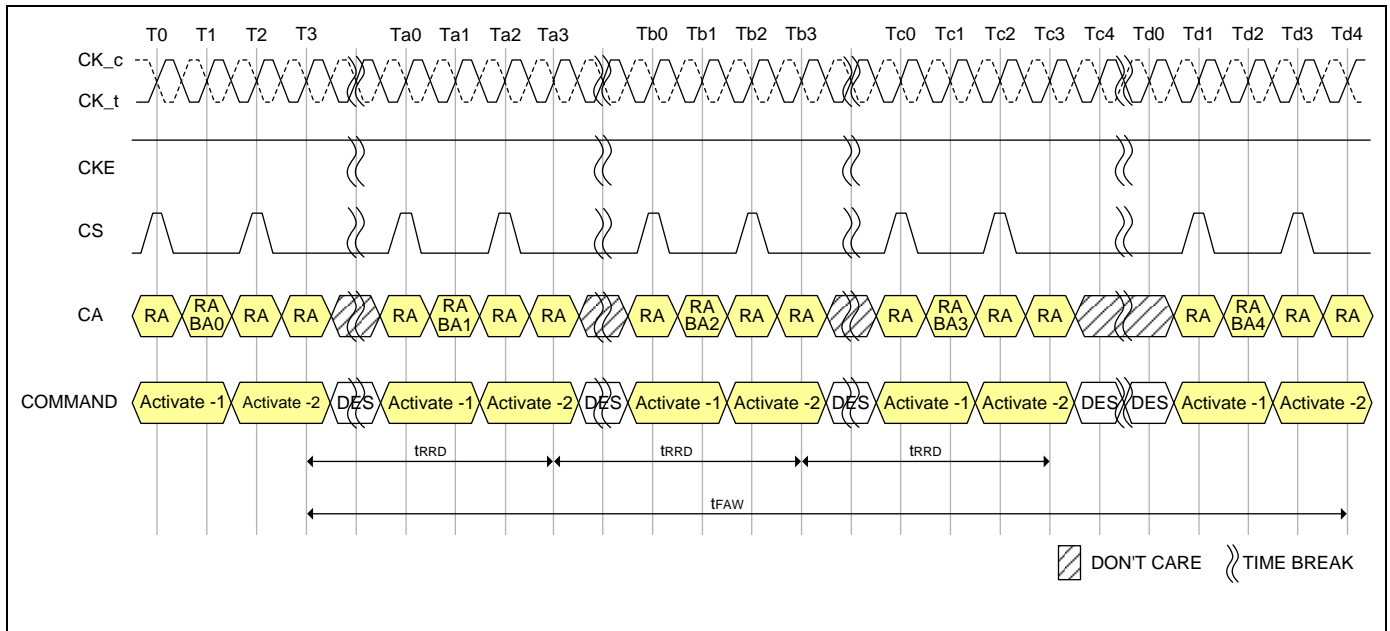 T0 T1 T2 T3 Ta0 Ta1 Ta2 Ta3 Tb0 Tb1 Tb2 Tb3 Tc0 Tc1 Tc2 Tc3 Tc4 Td0 Td1 Td2 Td3 Td4
CK_c
CK_t
CKE
CS
CA RA RA BA0 RA RA RA RA BA1 RA RA RA RA BA2 RA RA RA RA BA3 RA RA RA RA BA4 RA RA
COMMAND Activate -1 Activate -2 DES Activate -1 Activate -2 DES Activate -1 Activate -2 DES Activate -1 Activate -2 DES DES Activate -1 Activate -2
tRRD tRRD tRRD
tFAW
DON'T CARE TIME BREAK